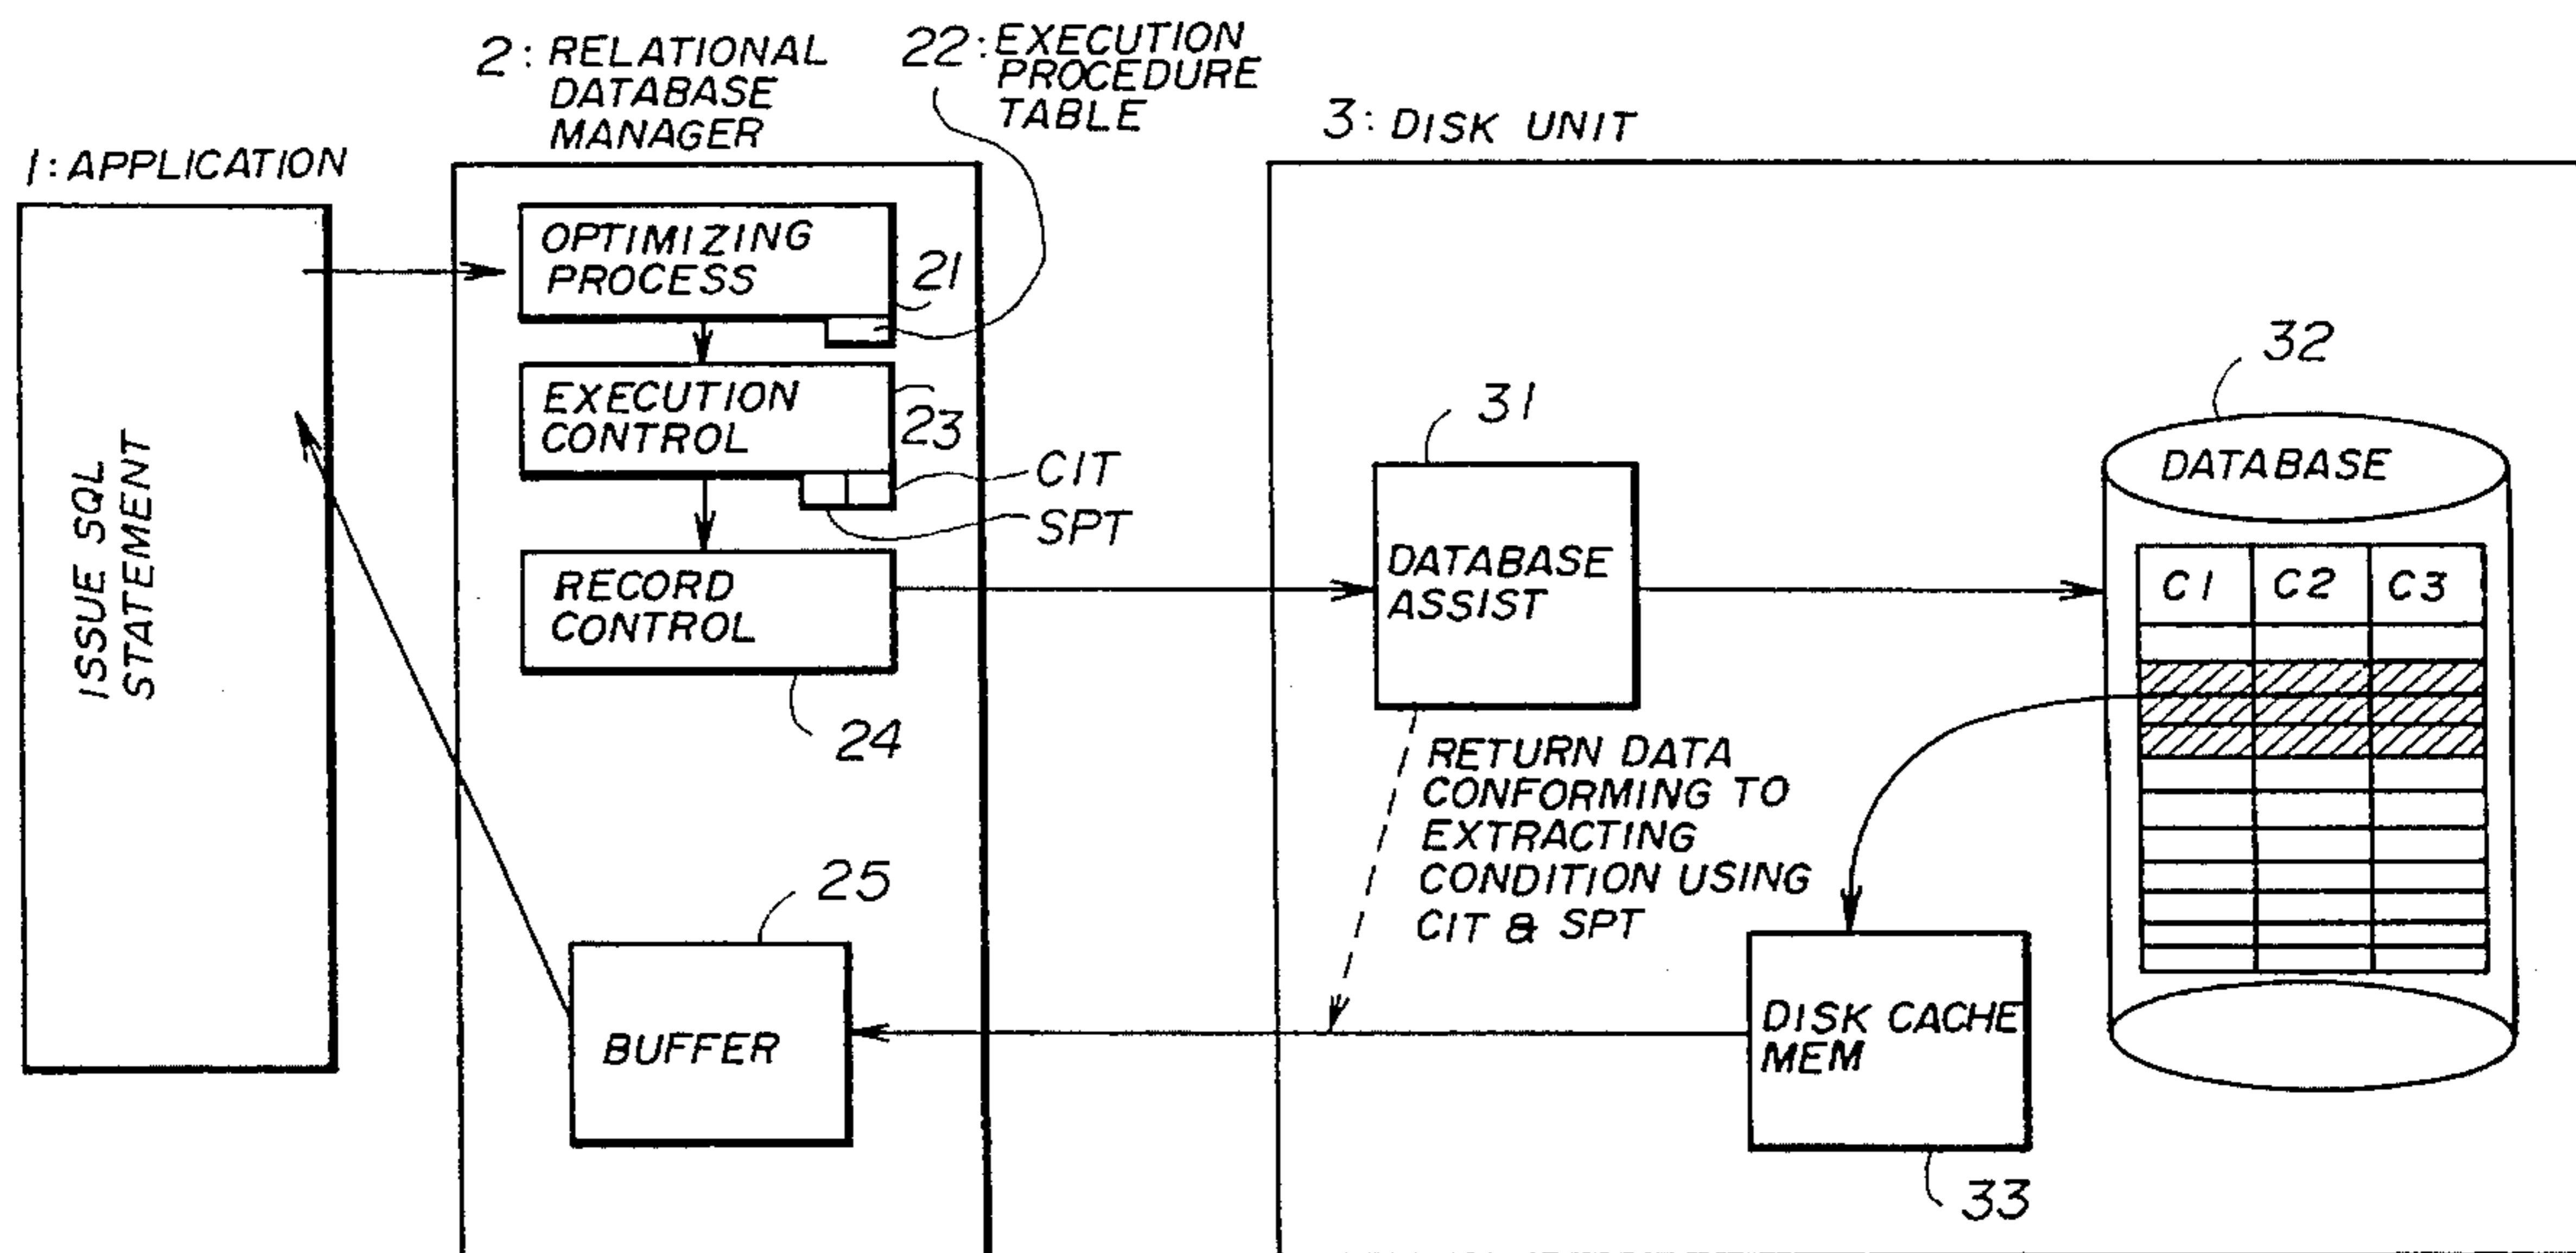 1: APPLICATION
ISSUE SQL
STATEMENT
2: RELATIONAL
DATABASE
MANAGER
22: EXECUTION
PROCEDURE
TABLE
OPTIMIZING
PROCESS
21
EXECUTION
CONTROL
23
CIT
SPT
RECORD
CONTROL
24
25
BUFFER
3: DISK UNIT
31
DATABASE
ASSIST
RETURN DATA
CONFORMING TO
EXTRACTING
CONDITION USING
CIT & SPT
32
DATABASE
C1 C2 C3
DISK CACHE
MEM
33